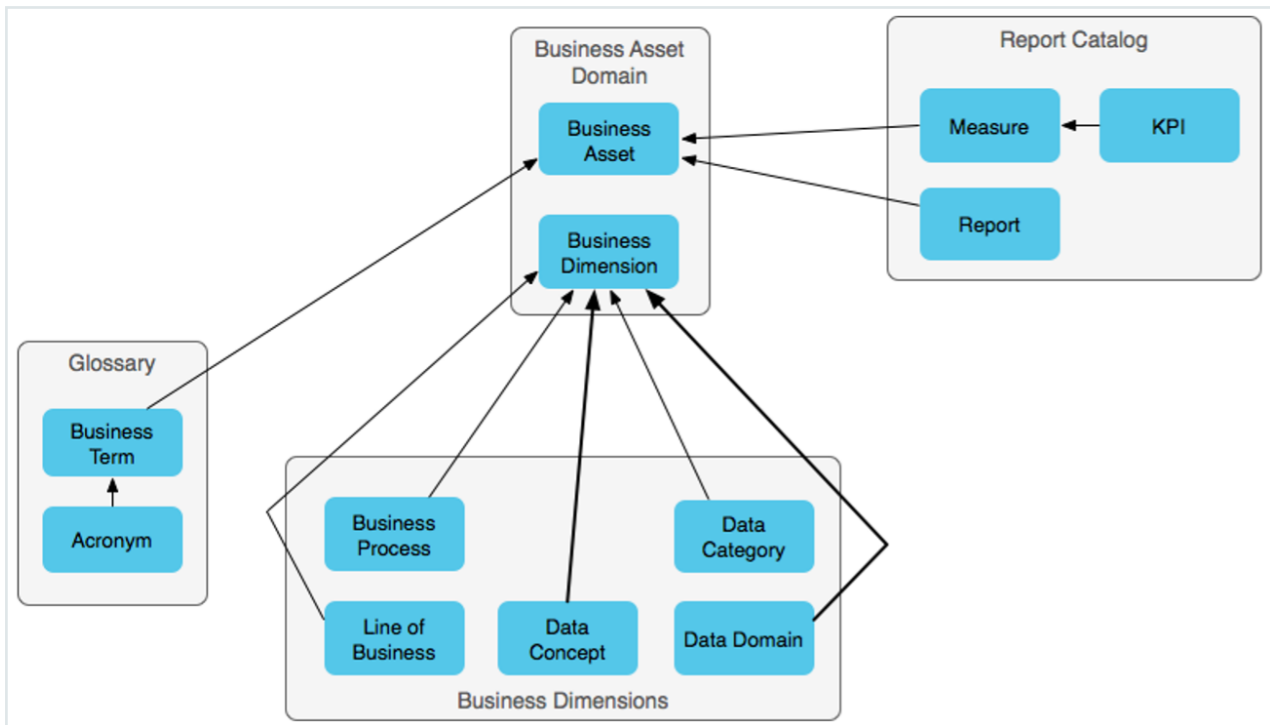 Business Asset
Domain
Business
Asset
Business
Dimension
Report Catalog
Measure
KPI
Report
Glossary
Business
Term
Acronym
Business
Process
Data
Category
Line of
Business
Data
Concept
Data Domain
Business Dimensions